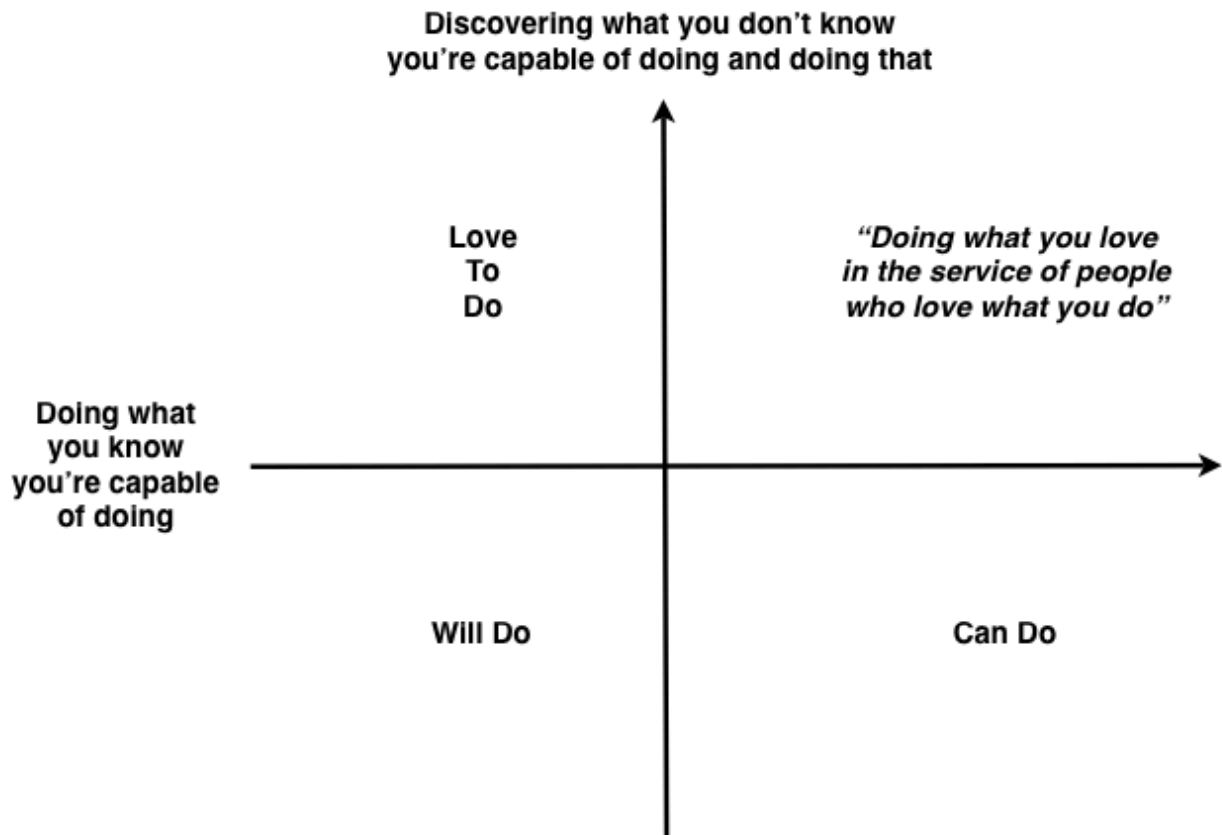 Discovering what you don’t know
you’re capable of doing and doing that
Love
To
Do
“Doing what you love
in the service of people
who love what you do”
Doing what
you know
you’re capable
of doing
Will Do
Can Do